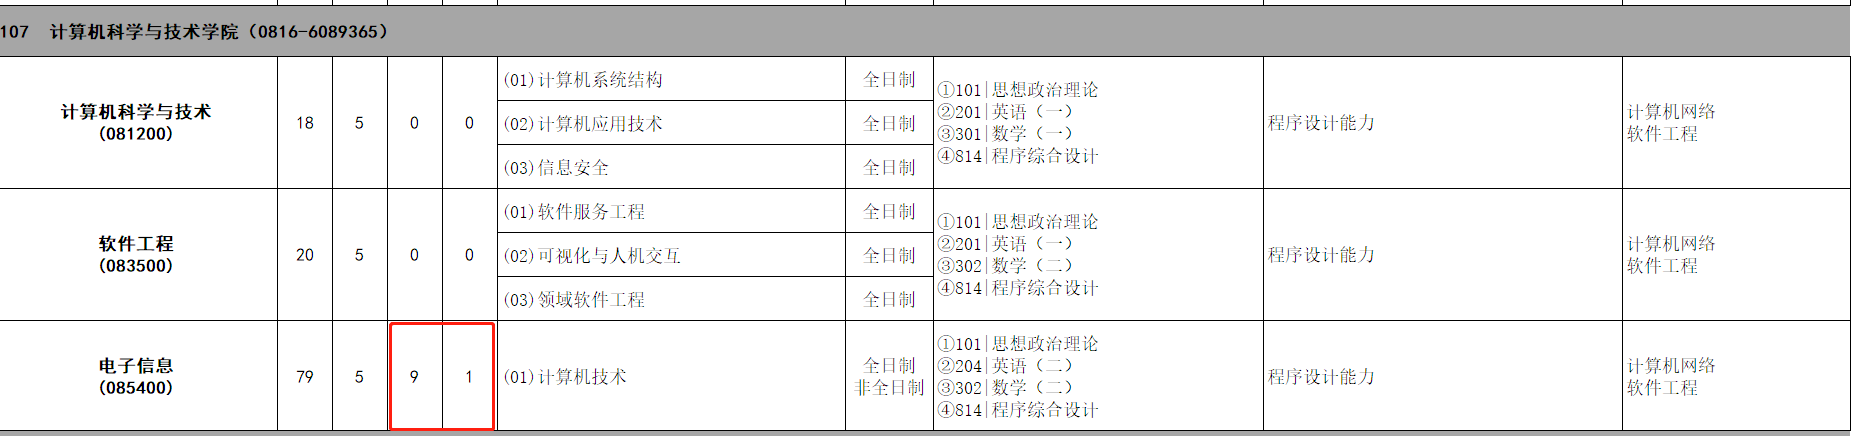 107 计算机科学与技术学院（0816-6089365）
计算机科学与技术
(081200)
18
5
0
0
(01)计算机系统结构
全日制
(02)计算机应用技术
全日制
(03)信息安全
全日制
①101|思想政治理论
②201|英语（一）
③301|数学（一）
④814|程序综合设计
程序设计能力
计算机网络
软件工程
软件工程
(083500)
20
5
0
0
(01)软件服务工程
全日制
(02)可视化与人机交互
全日制
(03)领域软件工程
全日制
①101|思想政治理论
②201|英语（一）
③302|数学（二）
④814|程序综合设计
程序设计能力
计算机网络
软件工程
电子信息
(085400)
79
5
9
1
(01)计算机技术
全日制
非全日制
①101|思想政治理论
②204|英语（二）
③302|数学（二）
④814|程序综合设计
程序设计能力
计算机网络
软件工程